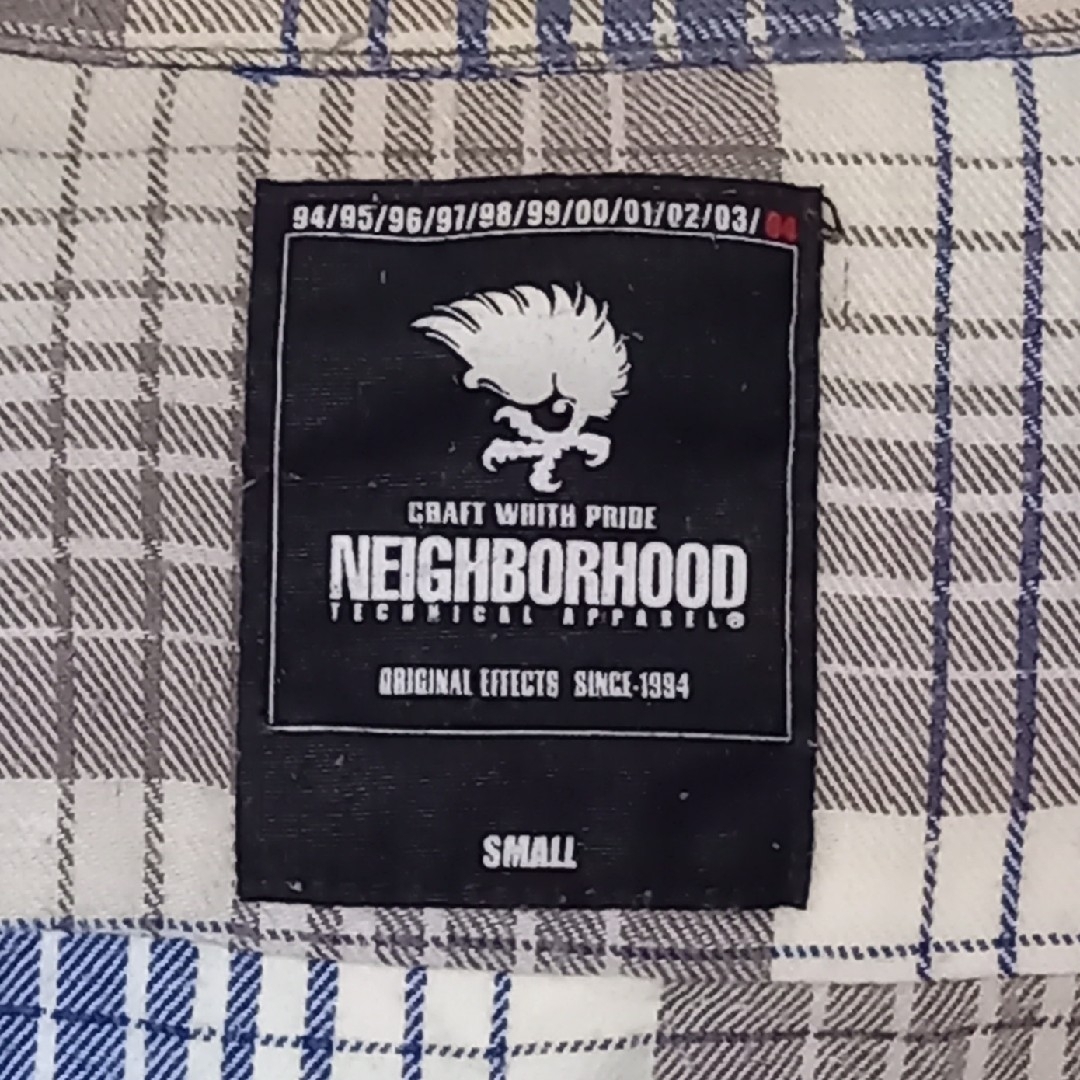 94/95/96/97/98/99/00/01/02/03/04
CRAFT WHITH PRIDE
NEIGHBORHOOD
TECHNICAL APPAREL®
ORIGINAL EFFECTS SINCE-1994
SMALL